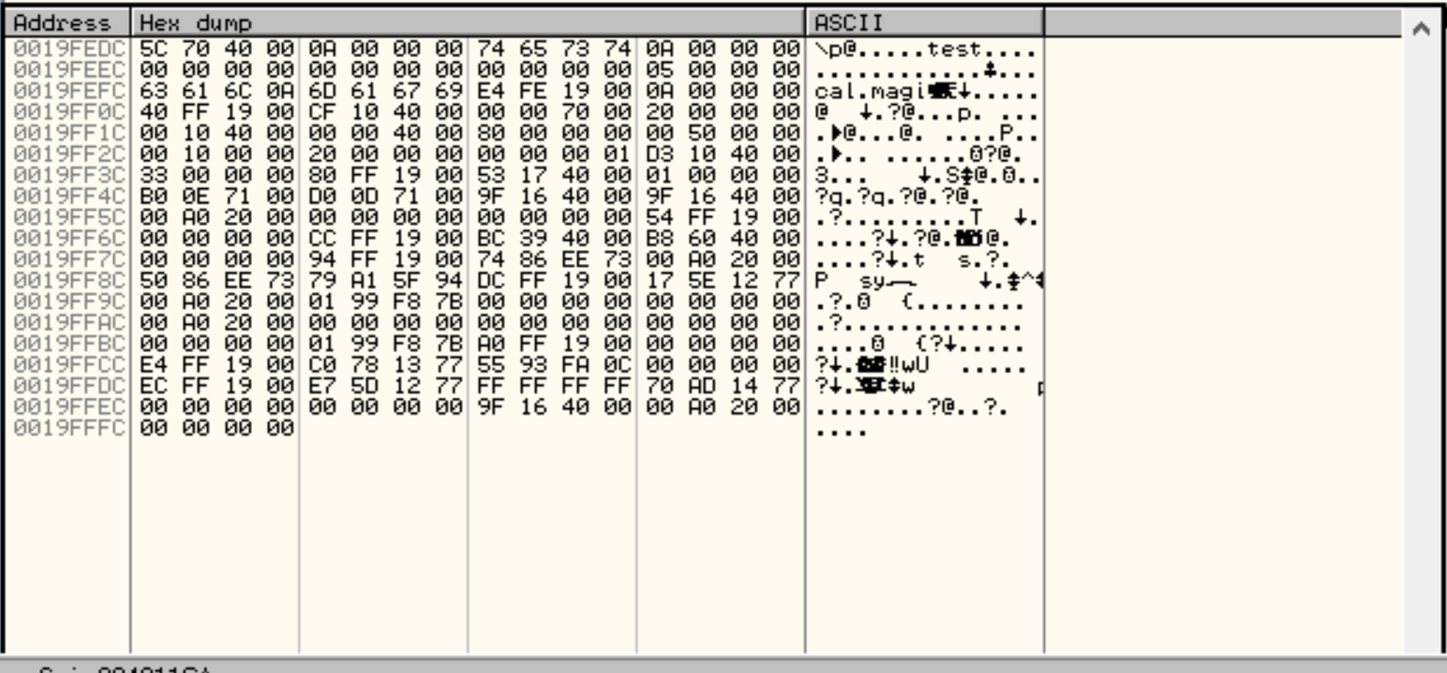 Address Hex dump ASCII
0019FEDC 5C 70 40 00 0A 00 00 00 74 65 73 74 0A 00 00 00 \p@.....test....
0019FEEC 00 00 00 00 00 00 00 00 00 00 00 00 05 00 00 00 ............♣...
0019FEFC 63 61 6C 0A 6D 61 67 69 E4 FE 19 00 0A 00 00 00 cal.magi ↓.....
0019FF0C 40 FF 19 00 CF 10 40 00 00 00 70 00 20 00 00 00 @ ↓.?@...p. ...
0019FF1C 00 10 40 00 00 00 40 00 80 00 00 00 00 50 00 00 .►@...@. ....P..
0019FF2C 00 10 00 00 20 00 00 00 00 00 00 01 D3 10 40 00 .►.. ......0?@.
0019FF3C 33 00 00 00 80 FF 19 00 53 17 40 00 01 00 00 00 3... ↓.S‡@.0..
0019FF4C B0 0E 71 00 D0 0D 71 00 9F 16 40 00 9F 16 40 00 ?q.?q.?@.?@.
0019FF5C 00 A0 20 00 00 00 00 00 00 00 00 00 54 FF 19 00 .?.........T ↓.
0019FF6C 00 00 00 00 CC FF 19 00 BC 39 40 00 B8 60 40 00 ....?↓.?@. @.
0019FF7C 00 00 00 00 94 FF 19 00 74 86 EE 73 00 A0 20 00 ....?↓.t s.?.
0019FF8C 50 86 EE 73 79 A1 5F 94 DC FF 19 00 17 5E 12 77 P sy ↓.‡^
0019FF9C 00 A0 20 00 01 99 F8 7B 00 00 00 00 00 00 00 00 .?.0 {........
0019FFAC 00 A0 20 00 00 00 00 00 00 00 00 00 00 00 00 00 .?.............
0019FFBC 00 00 00 00 01 99 F8 7B A0 FF 19 00 00 00 00 00 ....0 {?↓.....
0019FFCC E4 FF 19 00 C0 78 13 77 55 93 FA 0C 00 00 00 00 ?↓. ‼wU .....
0019FFDC EC FF 19 00 E7 5D 12 77 FF FF FF FF 70 AD 14 77 ?↓. ‡w p
0019FFEC 00 00 00 00 00 00 00 00 9F 16 40 00 00 A0 20 00 ........?@..?.
0019FFFC 00 00 00 00 ....